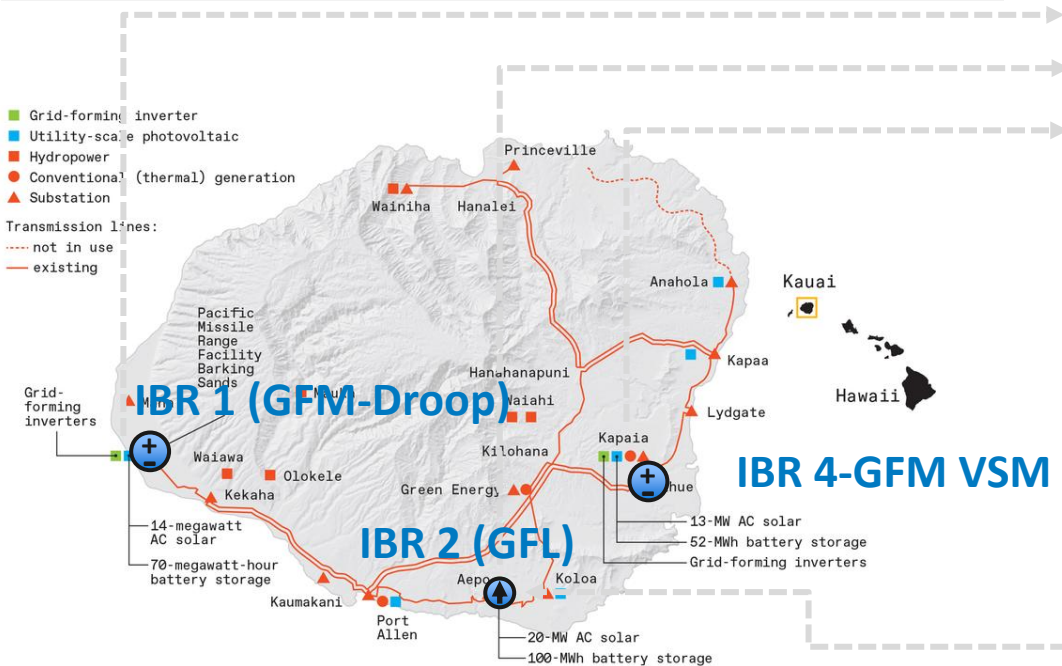 Grid-forming inverter
Utility-scale photovoltaic
Hydropower
Conventional (thermal) generation
Substation
Transmission lines:
not in use
existing
Princeville
Wainiha
Hanalei
Anahola
Kauai
Hawaii
Pacific
Missile
Range
Facility
Barking
Sands
Hanahanapuni
Kapaa
Grid-
forming
inverters
IBR 1 (GFM-Droop)
Waiahi
Lydgate
Waiawa
Olokele
Kekaha
Kilohana
Kapaia
IBR 4-GFM VSM
Green Energy
14-megawatt
AC solar
70-megawatt-hour
battery storage
IBR 2 (GFL)
13-MW AC solar
52-MWh battery storage
Grid-forming inverters
Koloa
Kaumakani
Port
Allen
20-MW AC solar
100-MWh battery storage